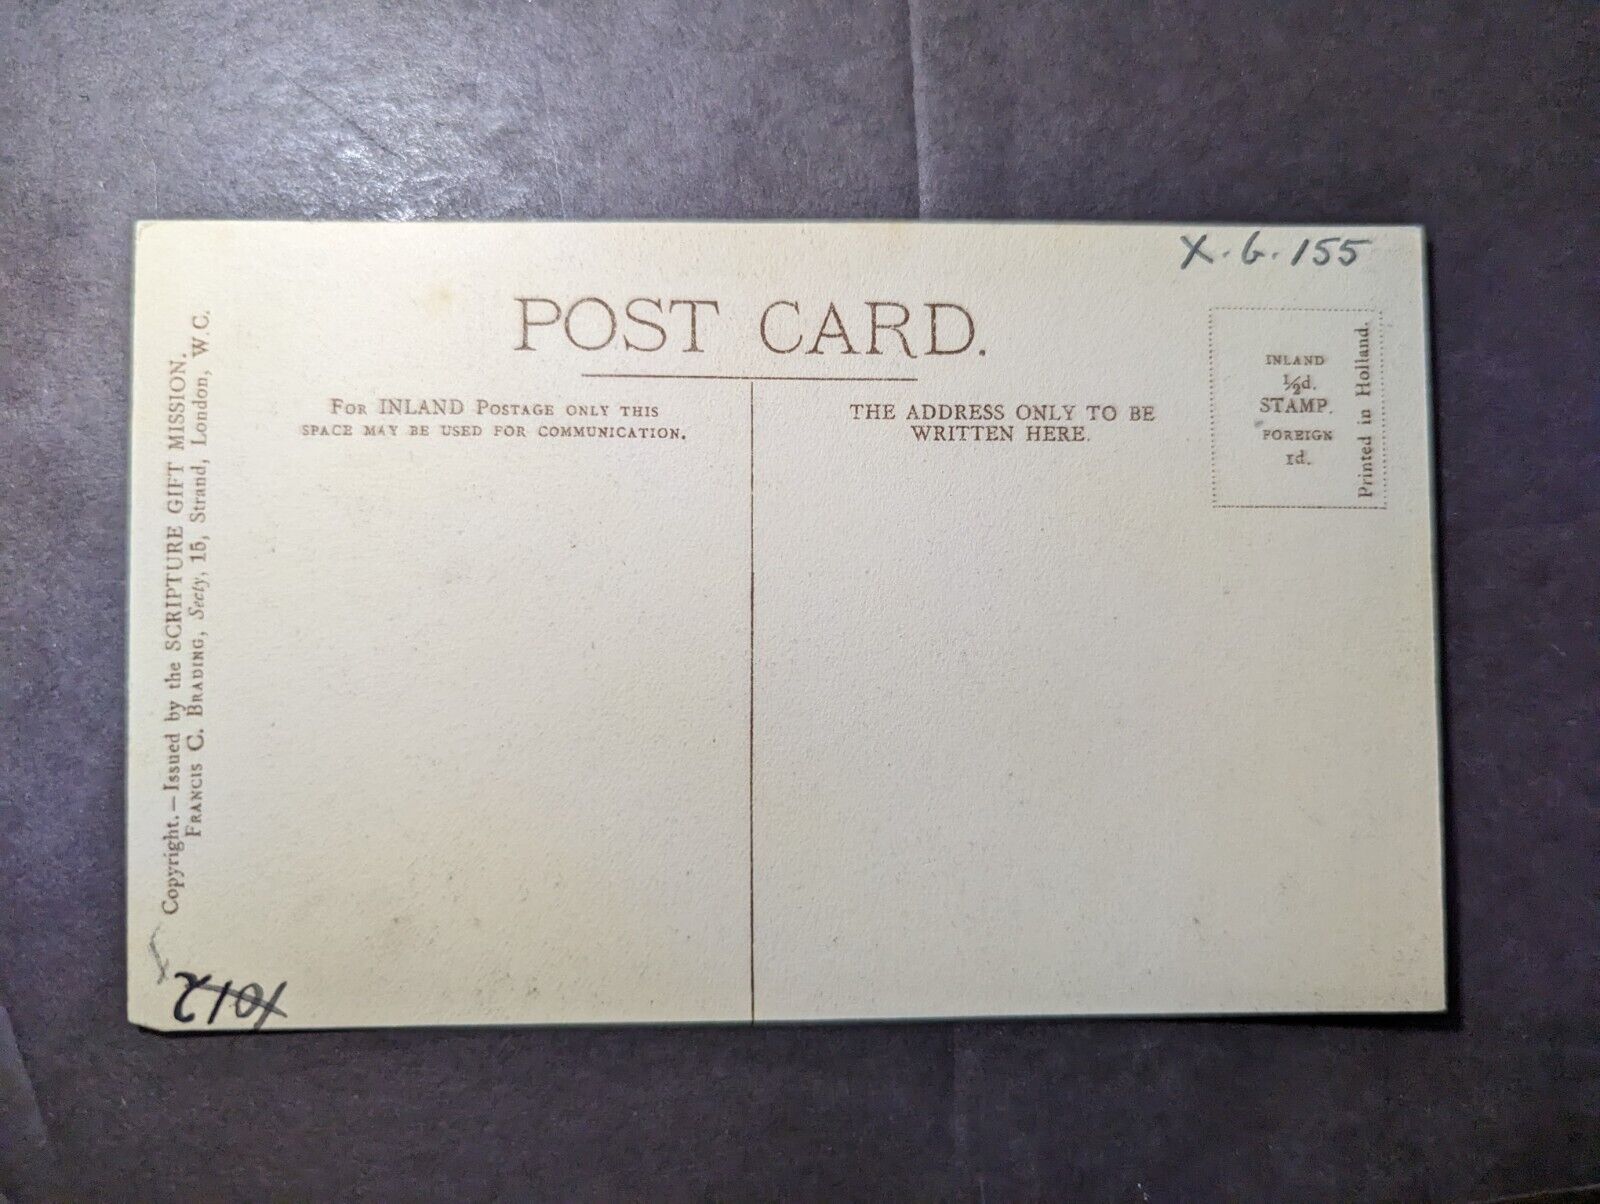 X.G.155
POST CARD.
For INLAND Postage only this
space may be used for communication.
THE ADDRESS ONLY TO BE
WRITTEN HERE.
INLAND
½d.
STAMP.
FOREIGN
1d.
Printed in Holland.
Copyright.—Issued by the SCRIPTURE GIFT MISSION.
Francis C. Brading, Secty, 15, Strand, London, W.C.